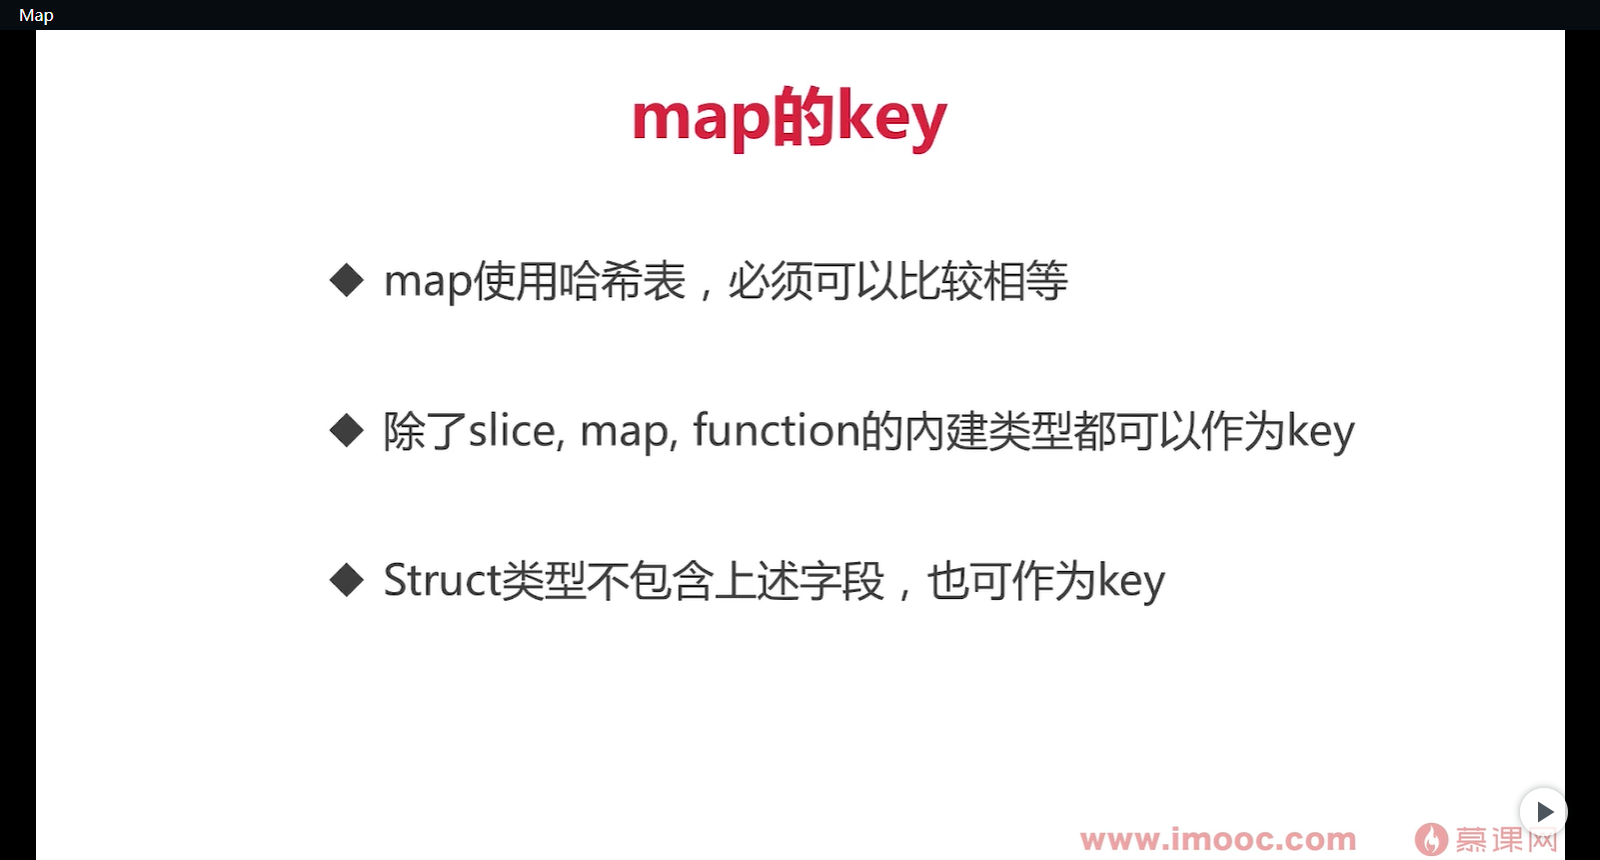 Map
map的key
◆ map使用哈希表，必须可以比较相等
◆ 除了slice, map, function的内建类型都可以作为key
◆ Struct类型不包含上述字段，也可作为key
www.imooc.com 慕课网